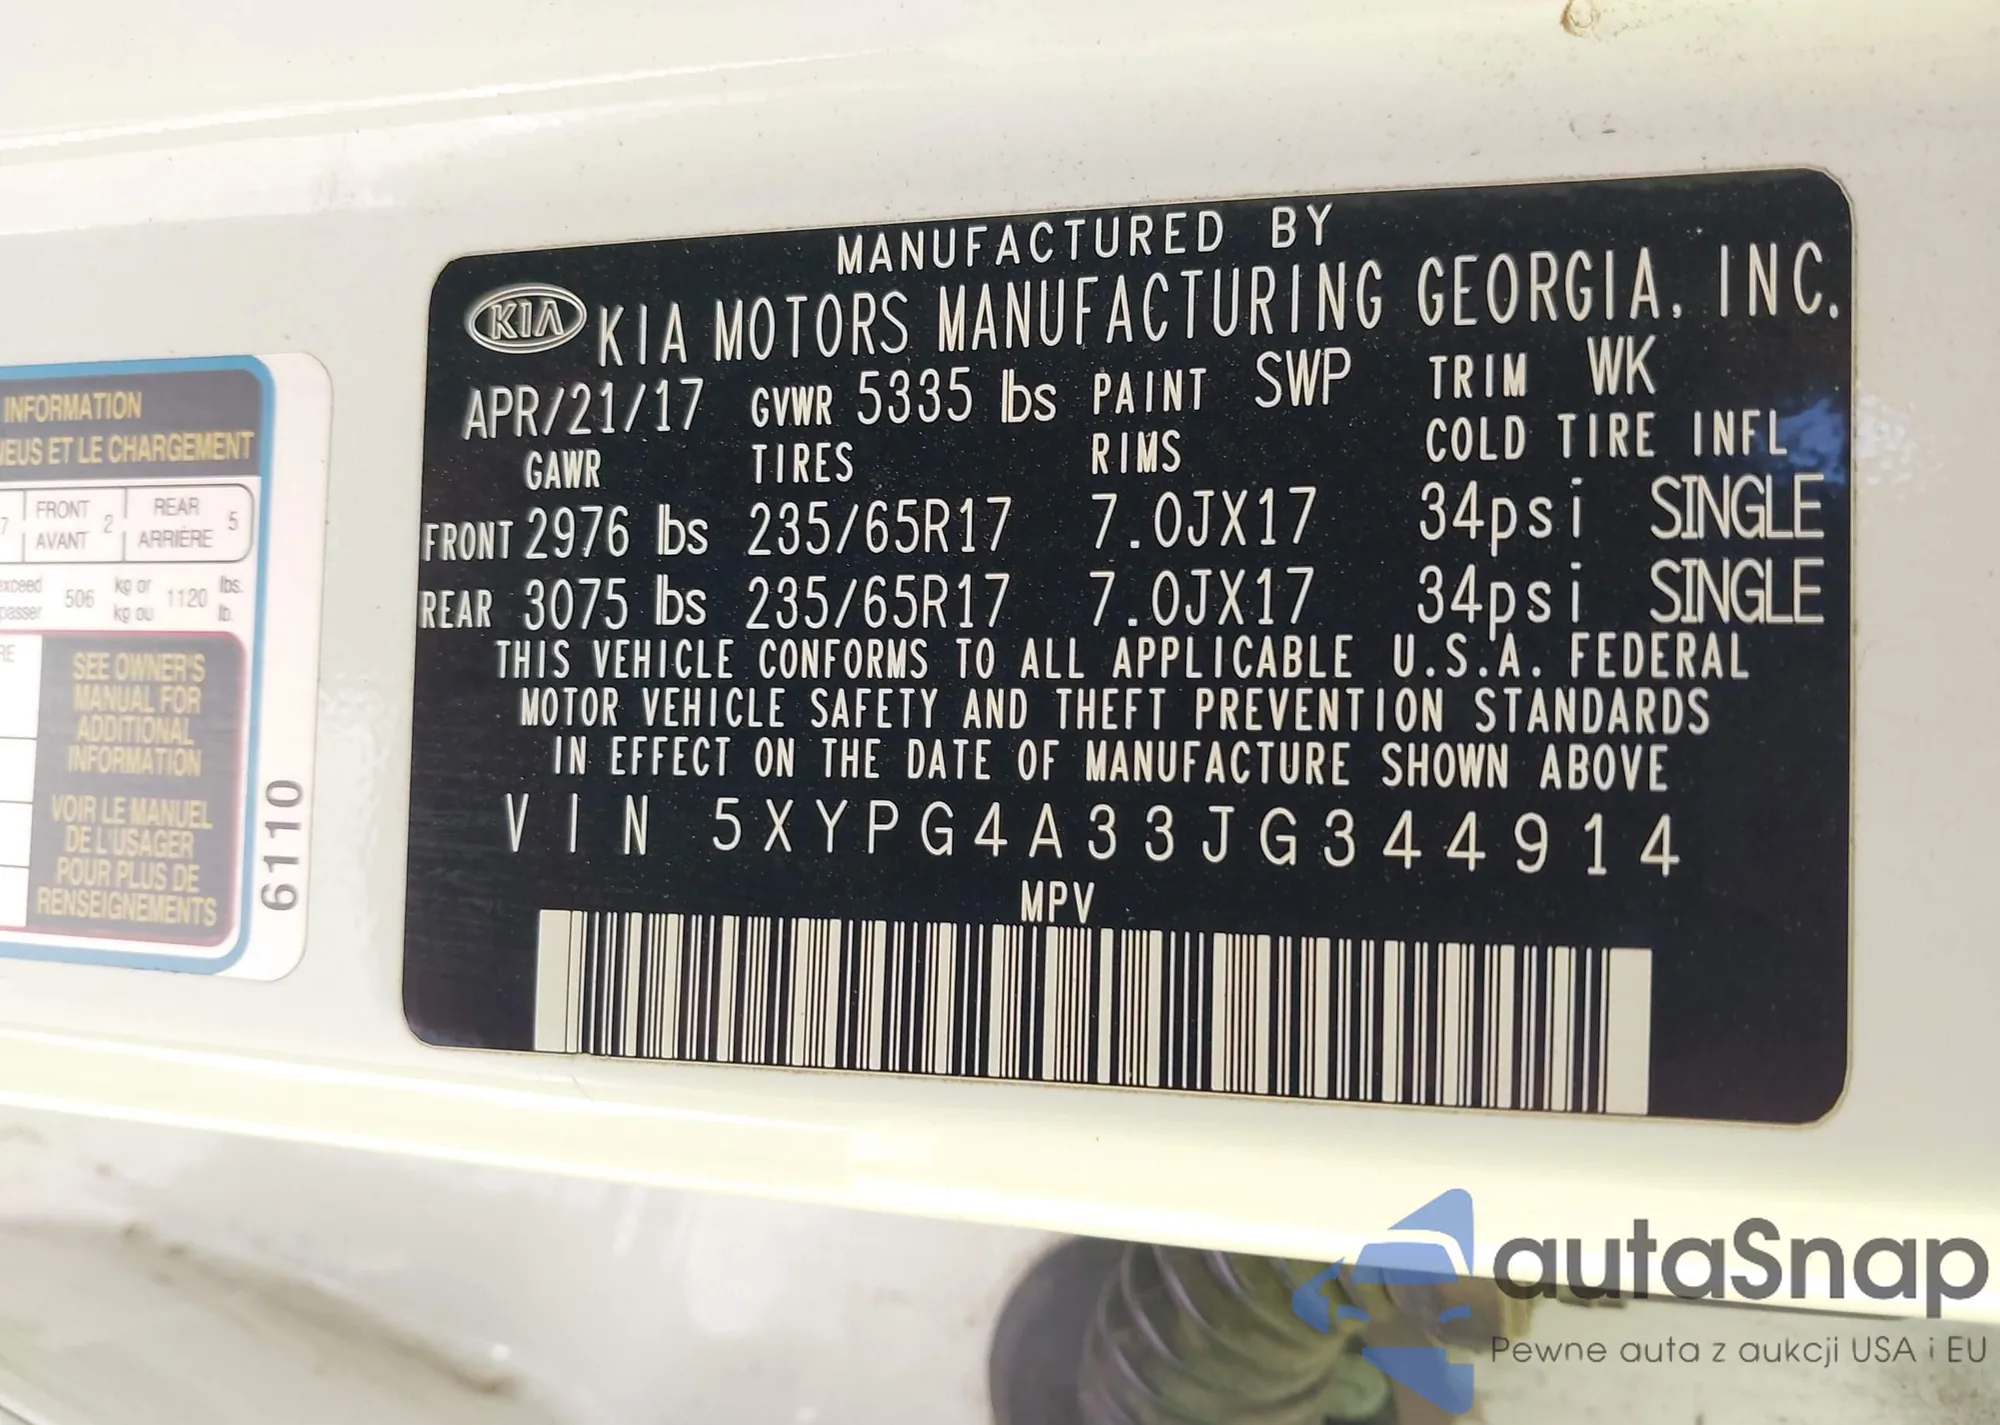 INFORMATION
NEUS ET LE CHARGEMENT
7 FRONT AVANT 2 REAR ARRIÈRE 5
exceed 506 kg or 1120 lbs.
passer kg ou lb.
RE
SEE OWNER'S
MANUAL FOR
ADDITIONAL
INFORMATION
VOIR LE MANUEL
DE L'USAGER
POUR PLUS DE
RENSEIGNEMENTS
6110
MANUFACTURED BY
KIA KIA MOTORS MANUFACTURING GEORGIA, INC.
APR/21/17 GVWR 5335 lbs PAINT SWP TRIM WK
GAWR TIRES RIMS COLD TIRE INFL
FRONT 2976 lbs 235/65R17 7.0JX17 34psi SINGLE
REAR 3075 lbs 235/65R17 7.0JX17 34psi SINGLE
THIS VEHICLE CONFORMS TO ALL APPLICABLE U.S.A. FEDERAL
MOTOR VEHICLE SAFETY AND THEFT PREVENTION STANDARDS
IN EFFECT ON THE DATE OF MANUFACTURE SHOWN ABOVE
VIN 5XYPG4A33JG344914
MPV
autaSnap
Pewne auta z aukcji USA i EU